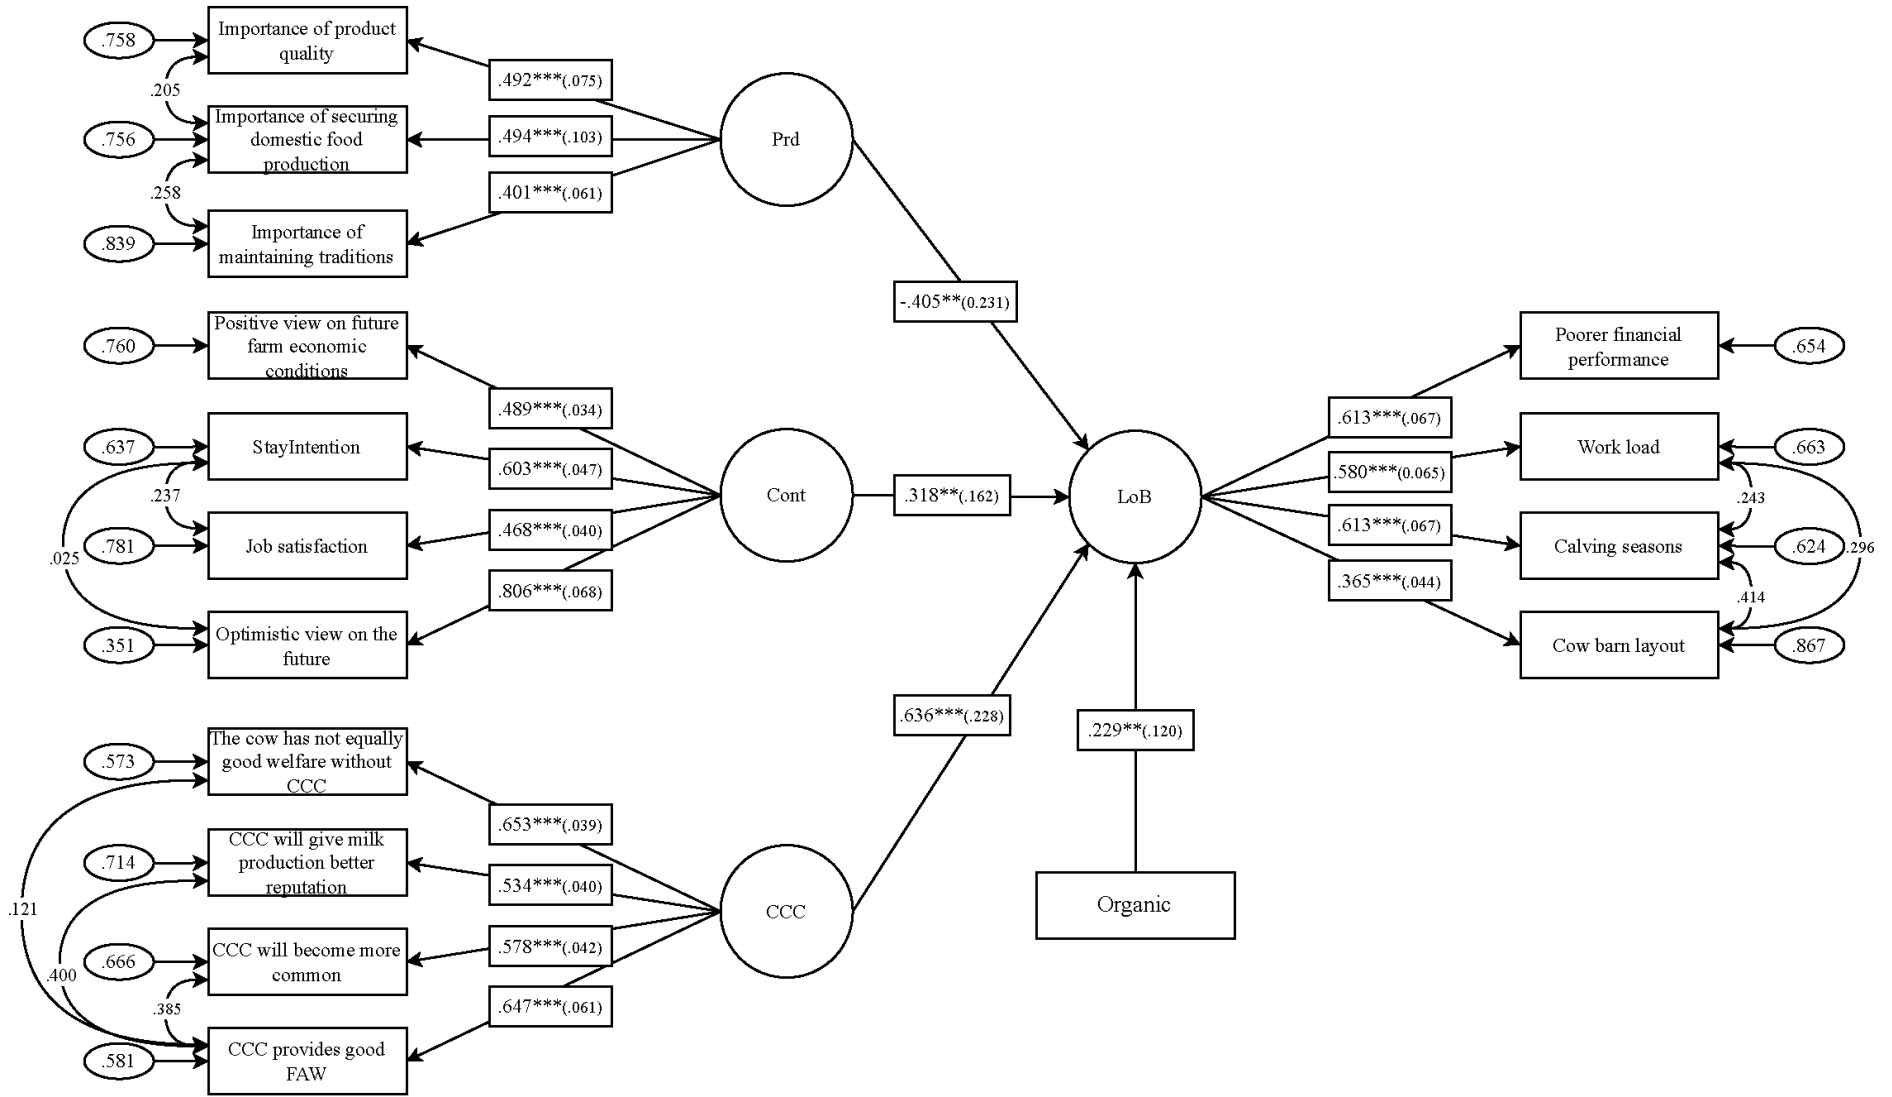 .758
Importance of product
quality
.492***(.075)
.205
.756
Importance of securing
domestic food
production
.494***(.103)
Prd
.258
.401***(.061)
.839
Importance of
maintaining traditions
-.405**(0.231)
.760
Positive view on future
farm economic
conditions
.489***(.034)
.637
StayIntention
.603***(.047)
.237
.781
Job satisfaction
.468***(.040)
.025
.806***(.068)
.351
Optimistic view on the
future
Cont
.318**(.162)
LoB
.613***(.067)
Poorer financial
performance
.654
.580***(0.065)
Work load
.663
.243
.613***(.067)
Calving seasons
.624
.296
.365***(.044)
.414
Cow barn layout
.867
.573
The cow has not equally
good welfare without
CCC
.653***(.039)
.714
CCC will give milk
production better
reputation
.534***(.040)
.121
.400
.666
CCC will become more
common
.578***(.042)
.385
.647***(.061)
.581
CCC provides good
FAW
CCC
.636***(.228)
.229**(.120)
Organic